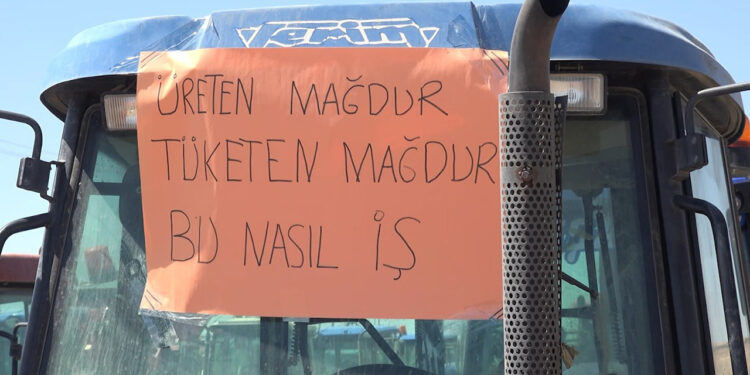 ÜRETEN MAĞDUR
TÜKETEN MAĞDUR
BU NASIL İŞ